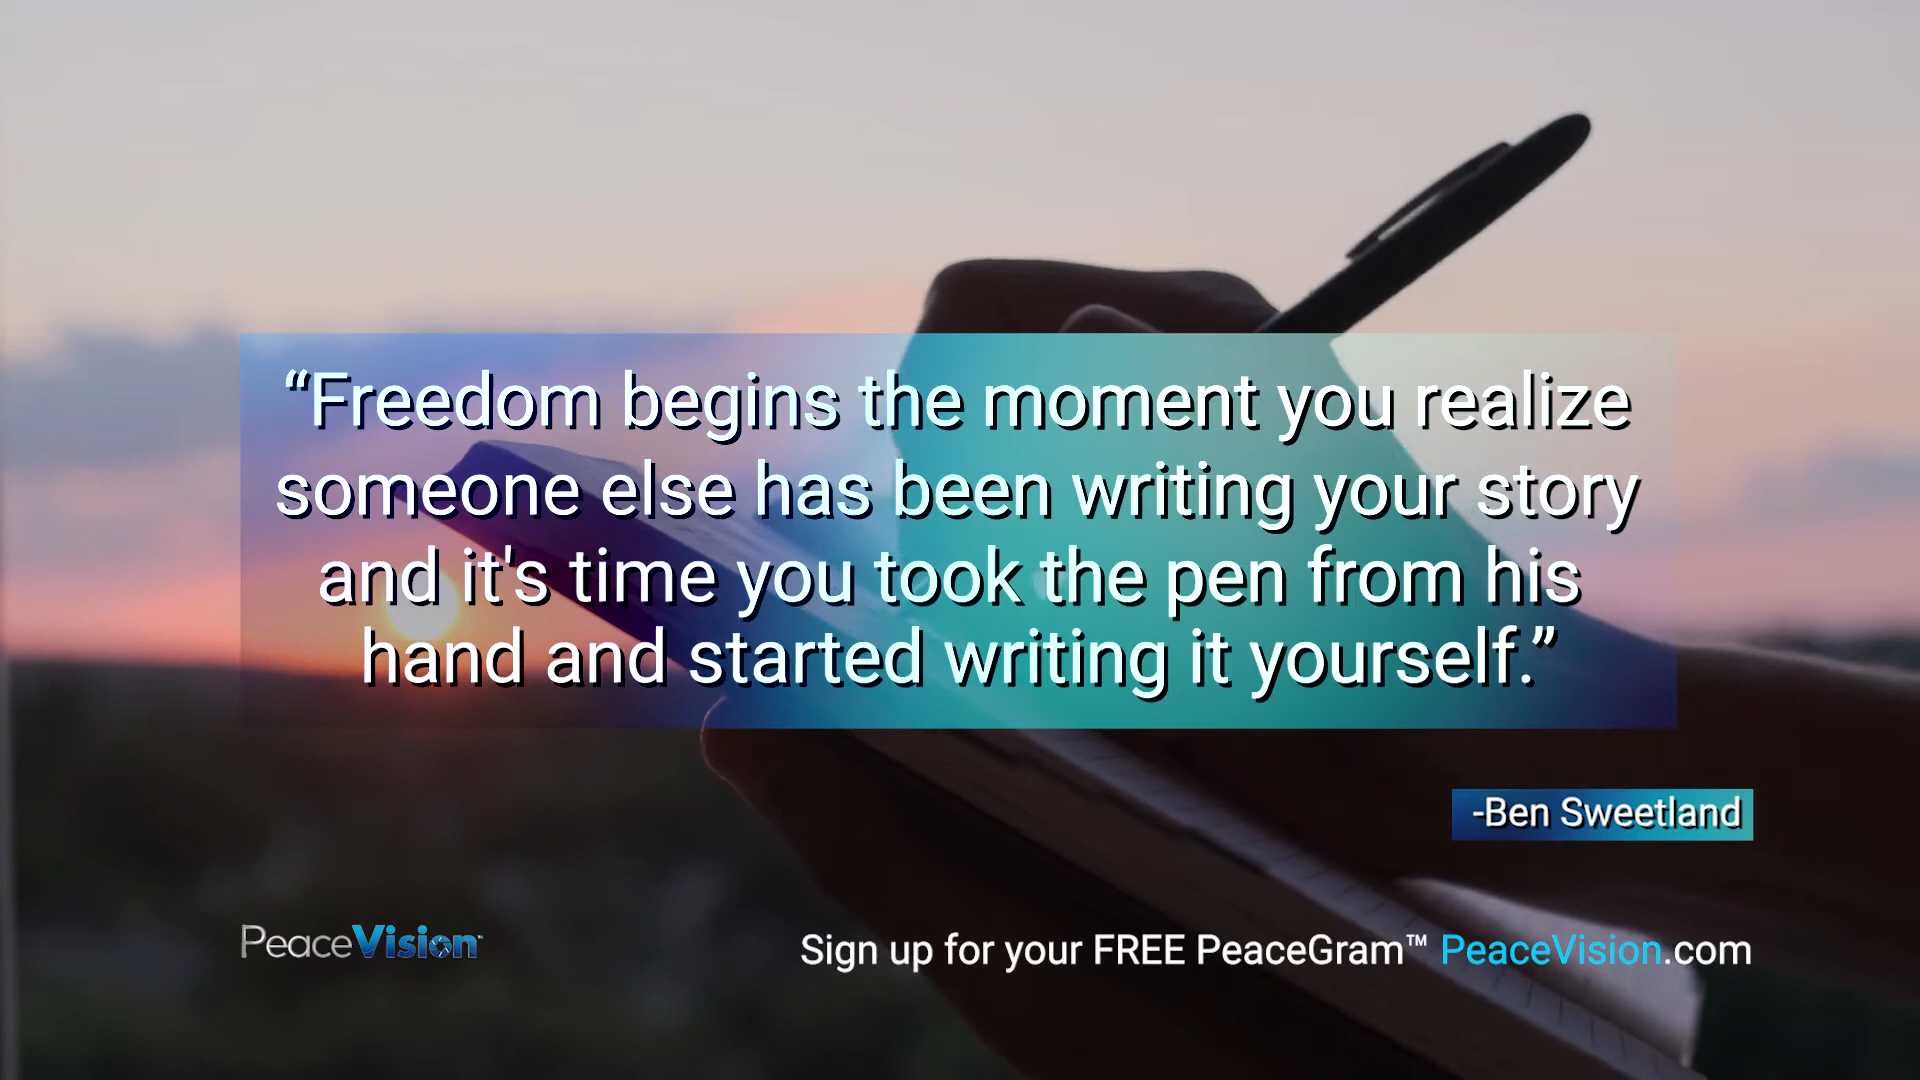 “Freedom begins the moment you realize
someone else has been writing your story
and it's time you took the pen from his
hand and started writing it yourself.”
-Ben Sweetland
PeaceVision™
Sign up for your FREE PeaceGram™ PeaceVision.com